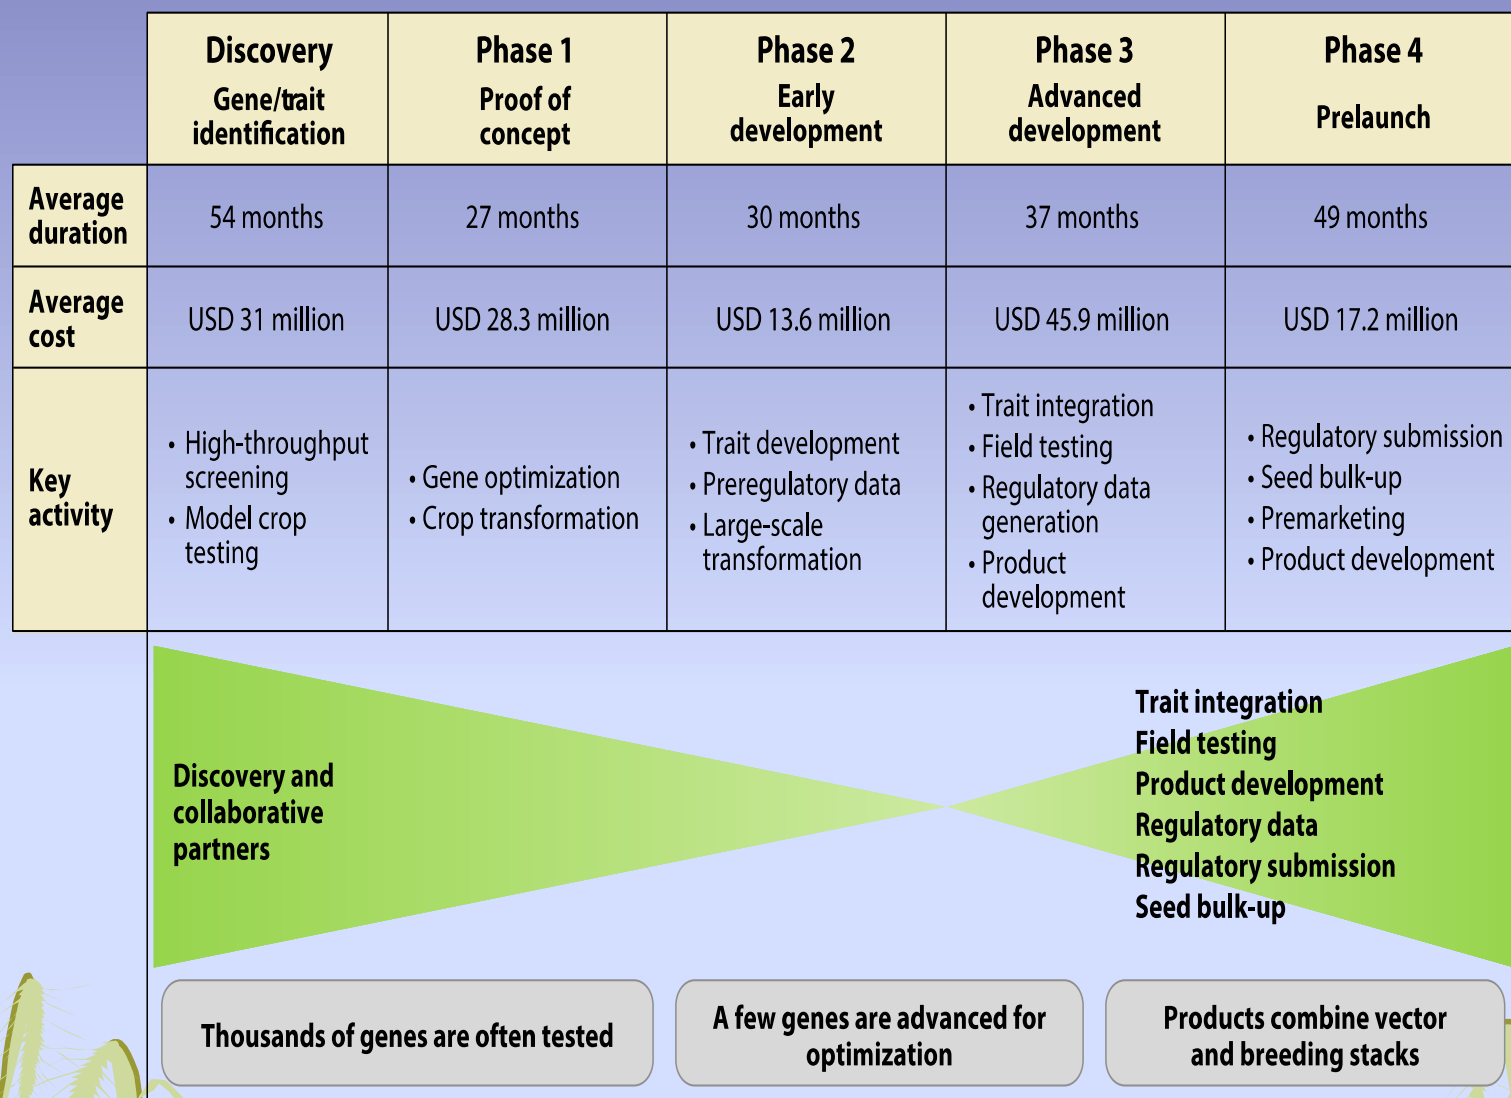 Discovery
Gene/trait
identification
Phase 1
Proof of
concept
Phase 2
Early
development
Phase 3
Advanced
development
Phase 4
Prelaunch
Average
duration
54 months
27 months
30 months
37 months
49 months
Average
cost
USD 31 million
USD 28.3 million
USD 13.6 million
USD 45.9 million
USD 17.2 million
Key
activity
• High-throughput
screening
• Model crop
testing
• Gene optimization
• Crop transformation
• Trait development
• Preregulatory data
• Large-scale
transformation
• Trait integration
• Field testing
• Regulatory data
generation
• Product
development
• Regulatory submission
• Seed bulk-up
• Premarketing
• Product development
Discovery and
collaborative
partners
Trait integration
Field testing
Product development
Regulatory data
Regulatory submission
Seed bulk-up
Thousands of genes are often tested
A few genes are advanced for
optimization
Products combine vector
and breeding stacks